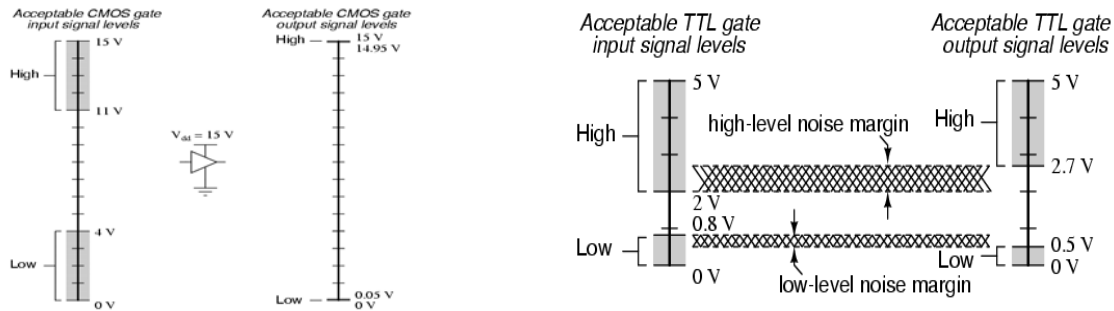 Acceptable CMOS gate
input signal levels
15 V
High
11 V
4 V
Low
0 V
V_dd = 15 V
Acceptable CMOS gate
output signal levels
High
15 V
14.95 V
Low
0.05 V
0 V
Acceptable TTL gate
input signal levels
5 V
High
2 V
0.8 V
Low
0 V
high-level noise margin
low-level noise margin
Acceptable TTL gate
output signal levels
5 V
High
2.7 V
0.5 V
Low
0 V